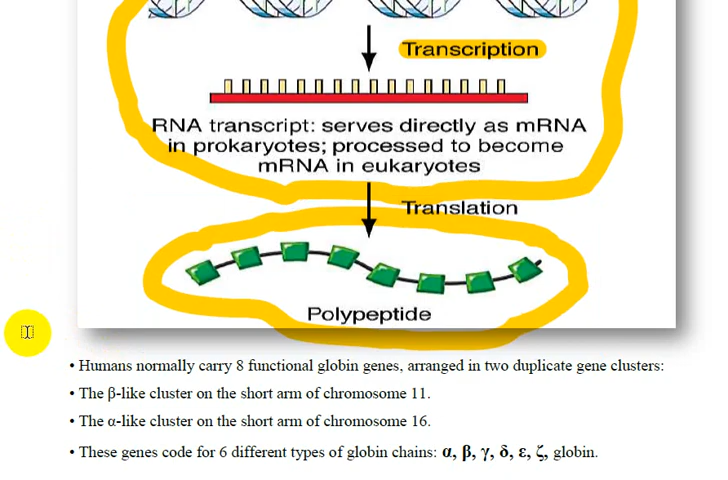 Transcription
RNA transcript: serves directly as mRNA
in prokaryotes; processed to become
mRNA in eukaryotes
Translation
Polypeptide
• Humans normally carry 8 functional globin genes, arranged in two duplicate gene clusters:
• The β-like cluster on the short arm of chromosome 11.
• The α-like cluster on the short arm of chromosome 16.
• These genes code for 6 different types of globin chains: α, β, γ, δ, ε, ζ, globin.